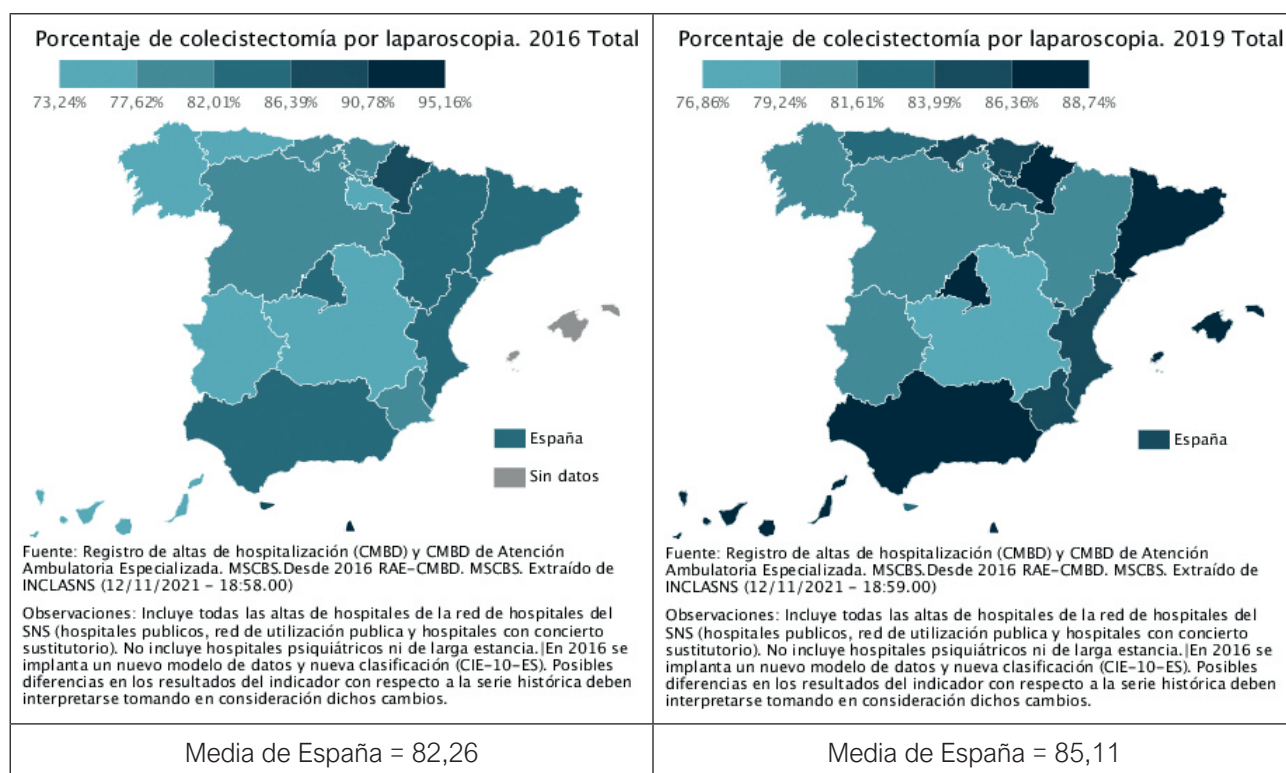 Porcentaje de colecistectomía por laparoscopia. 2016 Total
73,24% 77,62% 82,01% 86,39% 90,78% 95,16%
España
Sin datos
Fuente: Registro de altas de hospitalización (CMBD) y CMBD de Atención
Ambulatoria Especializada. MSCBS.Desde 2016 RAE-CMBD. MSCBS. Extraído de
INCLASNS (12/11/2021 - 18:58.00)
Observaciones: Incluye todas las altas de hospitales de la red de hospitales del
SNS (hospitales publicos, red de utilización publica y hospitales con concierto
sustitutorio). No incluye hospitales psiquiátricos ni de larga estancia.|En 2016 se
implanta un nuevo modelo de datos y nueva clasificación (CIE-10-ES). Posibles
diferencias en los resultados del indicador con respecto a la serie histórica deben
interpretarse tomando en consideración dichos cambios.
Media de España = 82,26
Porcentaje de colecistectomía por laparoscopia. 2019 Total
76,86% 79,24% 81,61% 83,99% 86,36% 88,74%
España
Fuente: Registro de altas de hospitalización (CMBD) y CMBD de Atención
Ambulatoria Especializada. MSCBS.Desde 2016 RAE-CMBD. MSCBS. Extraído de
INCLASNS (12/11/2021 - 18:59.00)
Observaciones: Incluye todas las altas de hospitales de la red de hospitales del
SNS (hospitales publicos, red de utilización publica y hospitales con concierto
sustitutorio). No incluye hospitales psiquiátricos ni de larga estancia.|En 2016 se
implanta un nuevo modelo de datos y nueva clasificación (CIE-10-ES). Posibles
diferencias en los resultados del indicador con respecto a la serie histórica deben
interpretarse tomando en consideración dichos cambios.
Media de España = 85,11